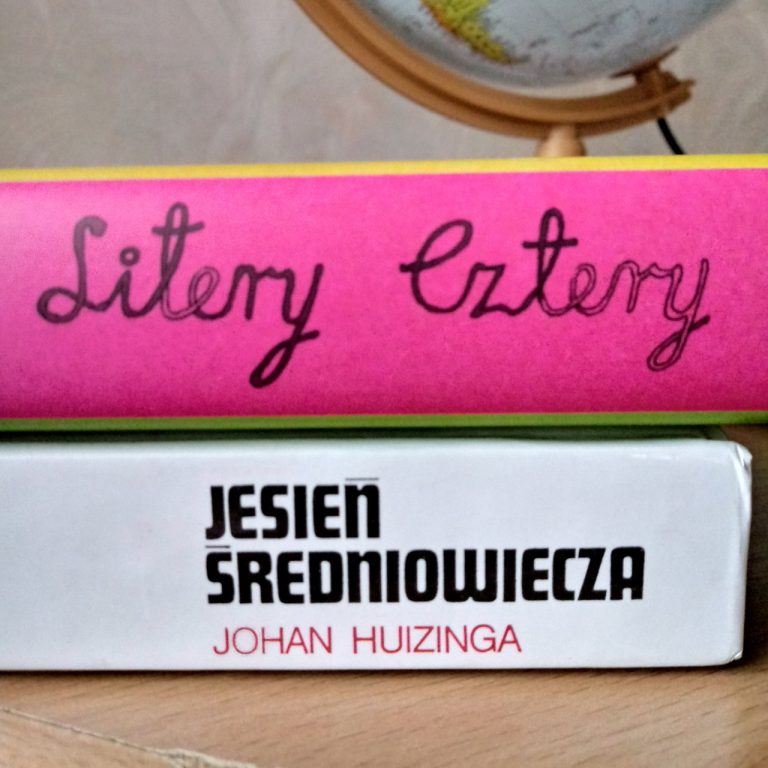 Litery Cztery
JESIEŃ
ŚREDNIOWIECZA
JOHAN HUIZINGA